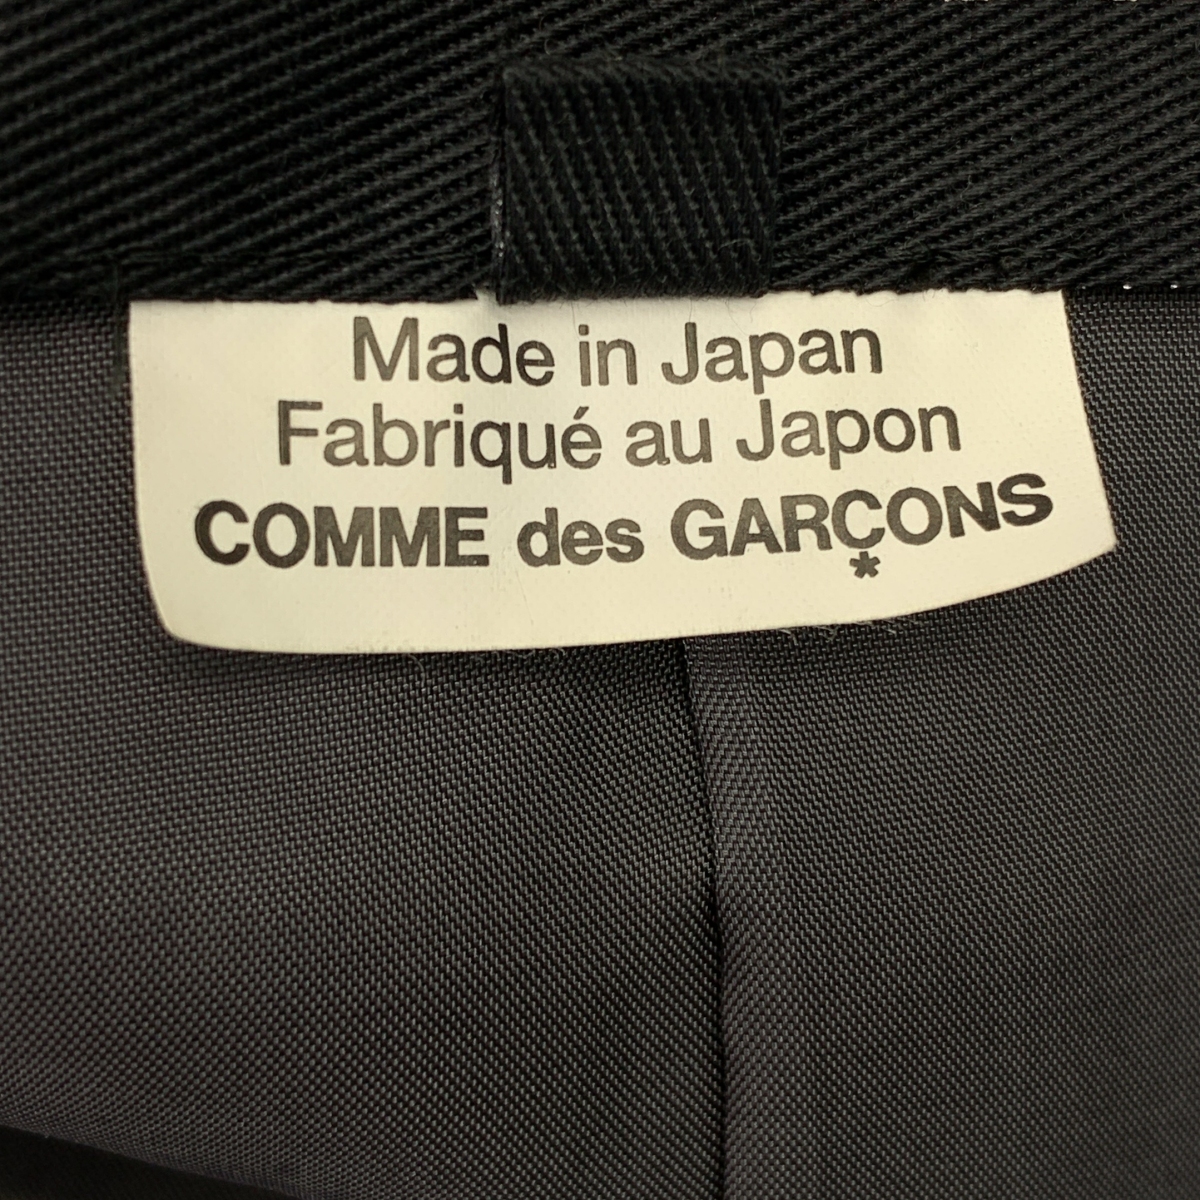 Made in Japan
Fabriqué au Japon
COMME des GARÇONS
*